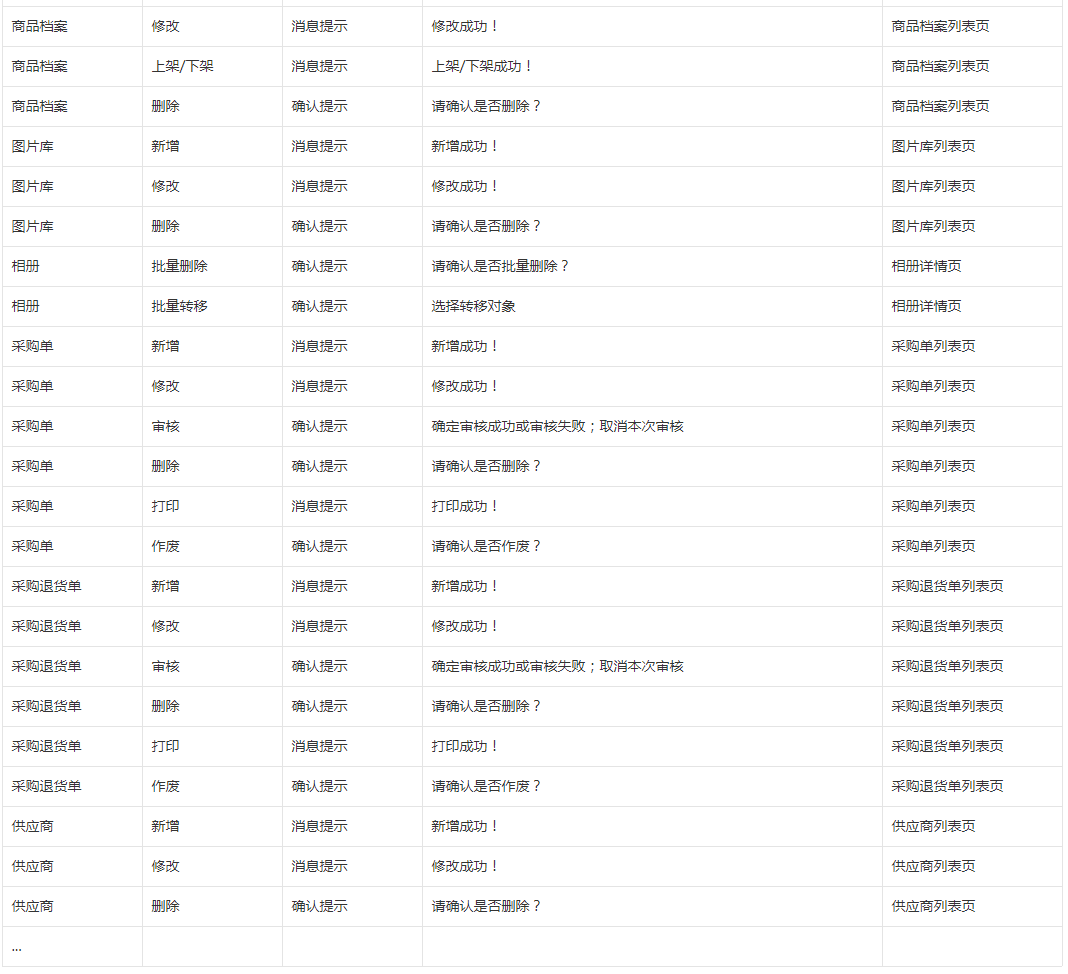 商品档案 修改 消息提示 修改成功！ 商品档案列表页
商品档案 上架/下架 消息提示 上架/下架成功！ 商品档案列表页
商品档案 删除 确认提示 请确认是否删除？ 商品档案列表页
图片库 新增 消息提示 新增成功！ 图片库列表页
图片库 修改 消息提示 修改成功！ 图片库列表页
图片库 删除 确认提示 请确认是否删除？ 图片库列表页
相册 批量删除 确认提示 请确认是否批量删除？ 相册详情页
相册 批量转移 确认提示 选择转移对象 相册详情页
采购单 新增 消息提示 新增成功！ 采购单列表页
采购单 修改 消息提示 修改成功！ 采购单列表页
采购单 审核 确认提示 确定审核成功或审核失败；取消本次审核 采购单列表页
采购单 删除 确认提示 请确认是否删除？ 采购单列表页
采购单 打印 消息提示 打印成功！ 采购单列表页
采购单 作废 确认提示 请确认是否作废？ 采购单列表页
采购退货单 新增 消息提示 新增成功！ 采购退货单列表页
采购退货单 修改 消息提示 修改成功！ 采购退货单列表页
采购退货单 审核 确认提示 确定审核成功或审核失败；取消本次审核 采购退货单列表页
采购退货单 删除 确认提示 请确认是否删除？ 采购退货单列表页
采购退货单 打印 消息提示 打印成功！ 采购退货单列表页
采购退货单 作废 确认提示 请确认是否作废？ 采购退货单列表页
供应商 新增 消息提示 新增成功！ 供应商列表页
供应商 修改 消息提示 修改成功！ 供应商列表页
供应商 删除 确认提示 请确认是否删除？ 供应商列表页
...